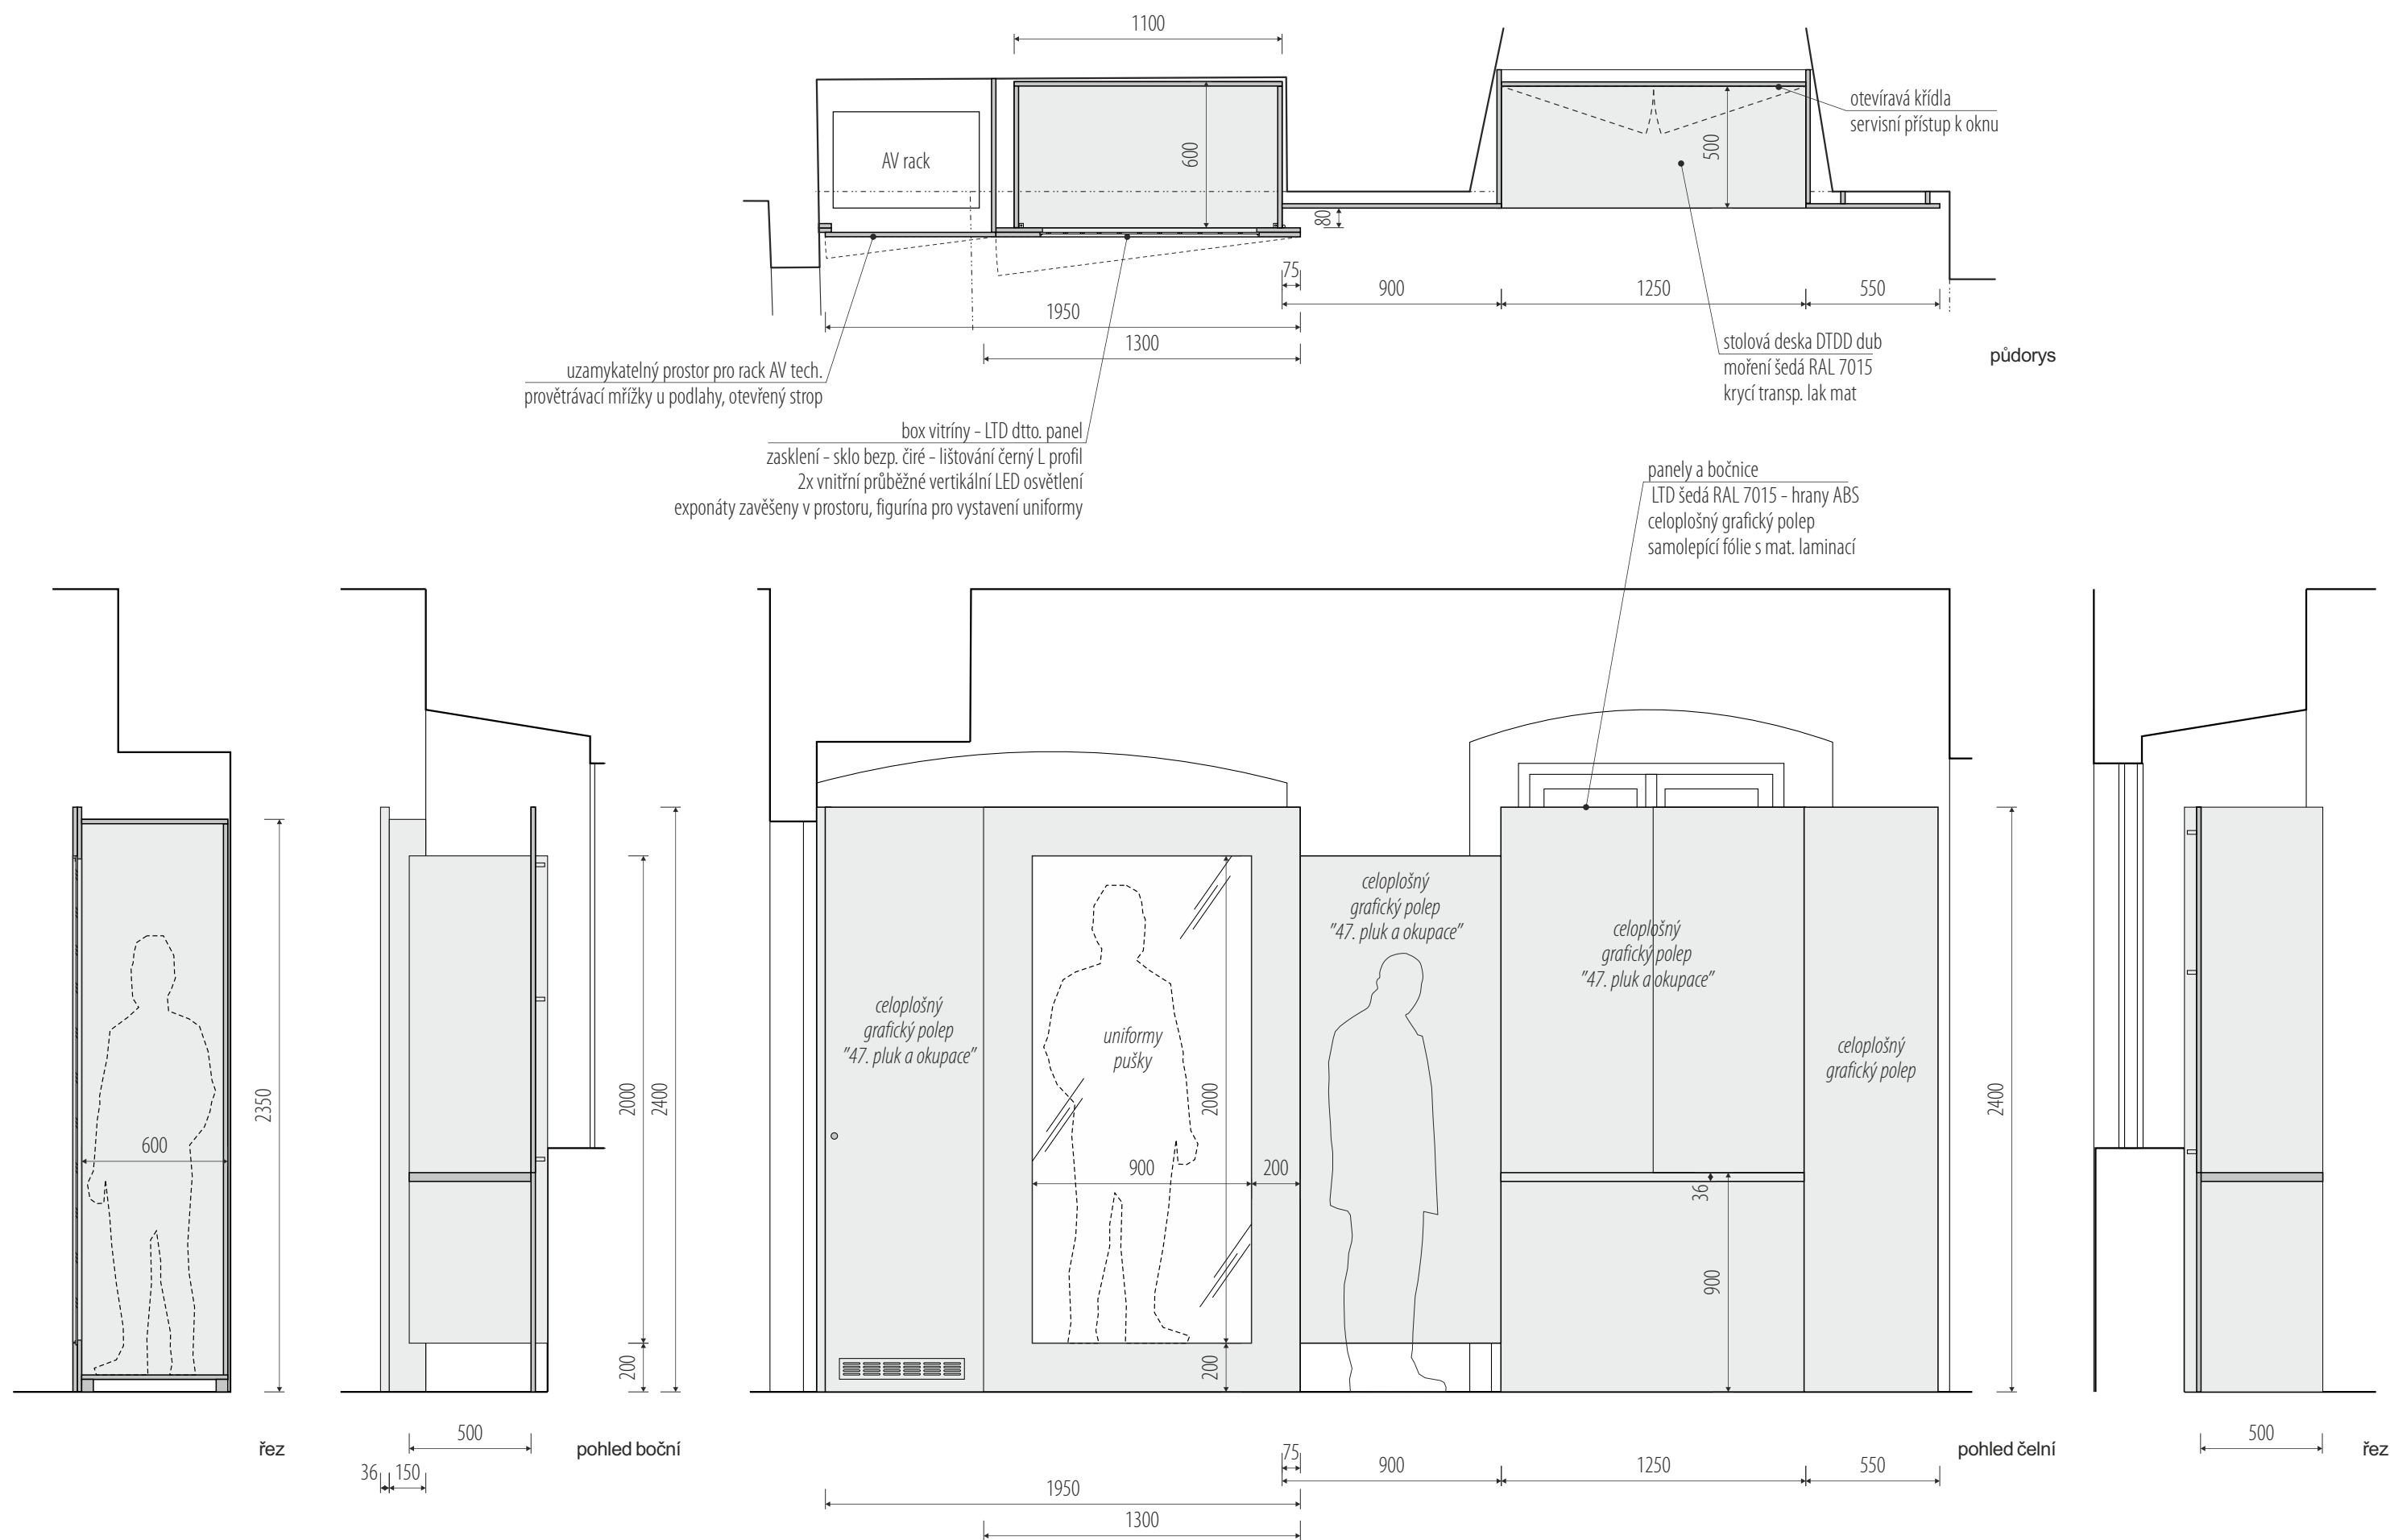 1100
AV rack
600
500
otevíravá křídla
servisní přístup k oknu
80
75
900
1250
550
1950
1300
uzamykatelný prostor pro rack AV tech.
provětrávací mřížky u podlahy, otevřený strop
stolová deska DTDD dub
moření šedá RAL 7015
krycí transp. lak mat
půdorys
box vitríny - LTD dtto. panel
zasklení - sklo bezp. čiré - lištování černý L profil
2x vnitřní průběžné vertikální LED osvětlení
exponáty zavěšeny v prostoru, figurína pro vystavení uniformy
panely a bočnice
LTD šedá RAL 7015 - hrany ABS
celoplošný grafický polep
samolepící fólie s mat. laminací
600
2350
řez
2000
2400
200
500
36
150
pohled boční
celoplošný
grafický polep
"47. pluk a okupace"
uniformy
pušky
2000
900
200
200
celoplošný
grafický polep
"47. pluk a okupace"
celoplošný
grafický polep
"47. pluk a okupace"
36
900
celoplošný
grafický polep
2400
75
900
1250
550
1950
1300
pohled čelní
500
řez